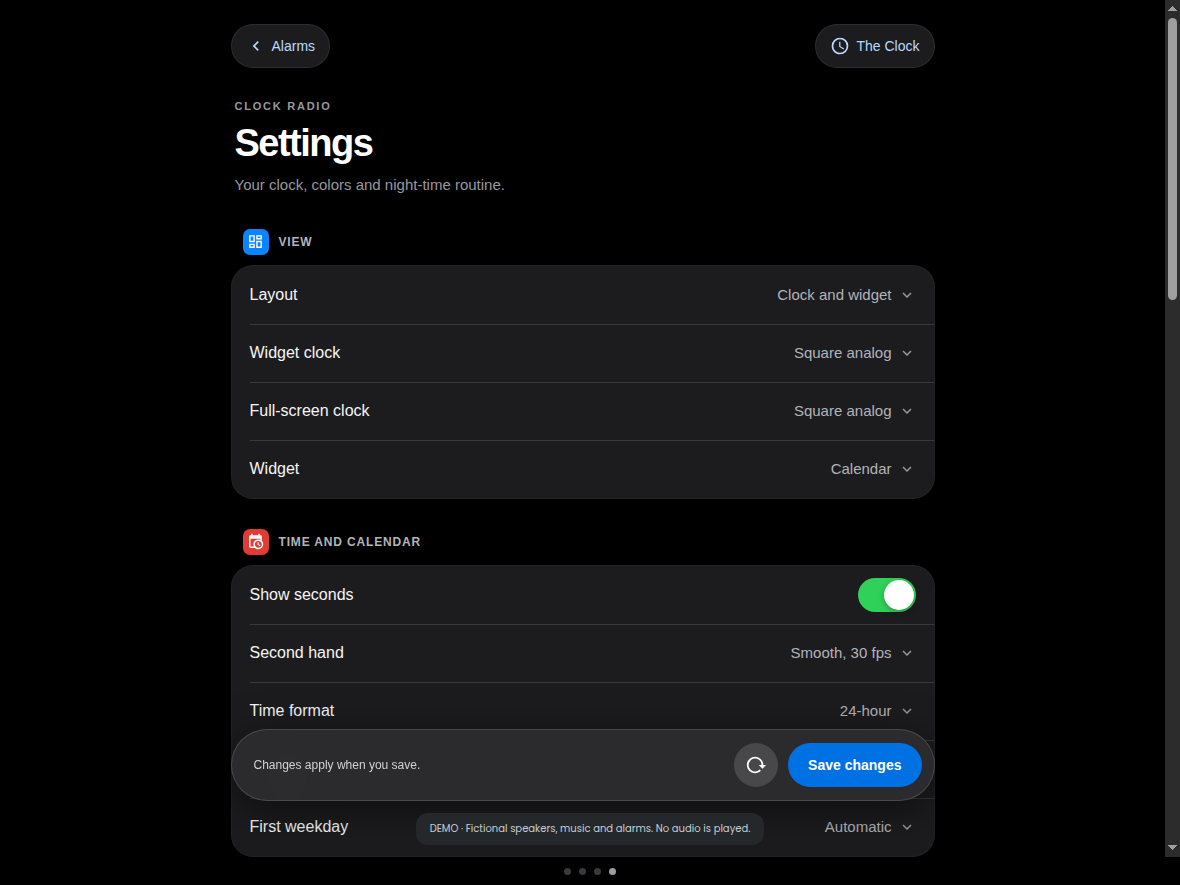 Alarms
The Clock
CLOCK RADIO
Settings
Your clock, colors and night-time routine.
VIEW
Layout Clock and widget
Widget clock Square analog
Full-screen clock Square analog
Widget Calendar
TIME AND CALENDAR
Show seconds
Second hand Smooth, 30 fps
Time format 24-hour
Changes apply when you save. Save changes
First weekday Automatic
DEMO · Fictional speakers, music and alarms. No audio is played.